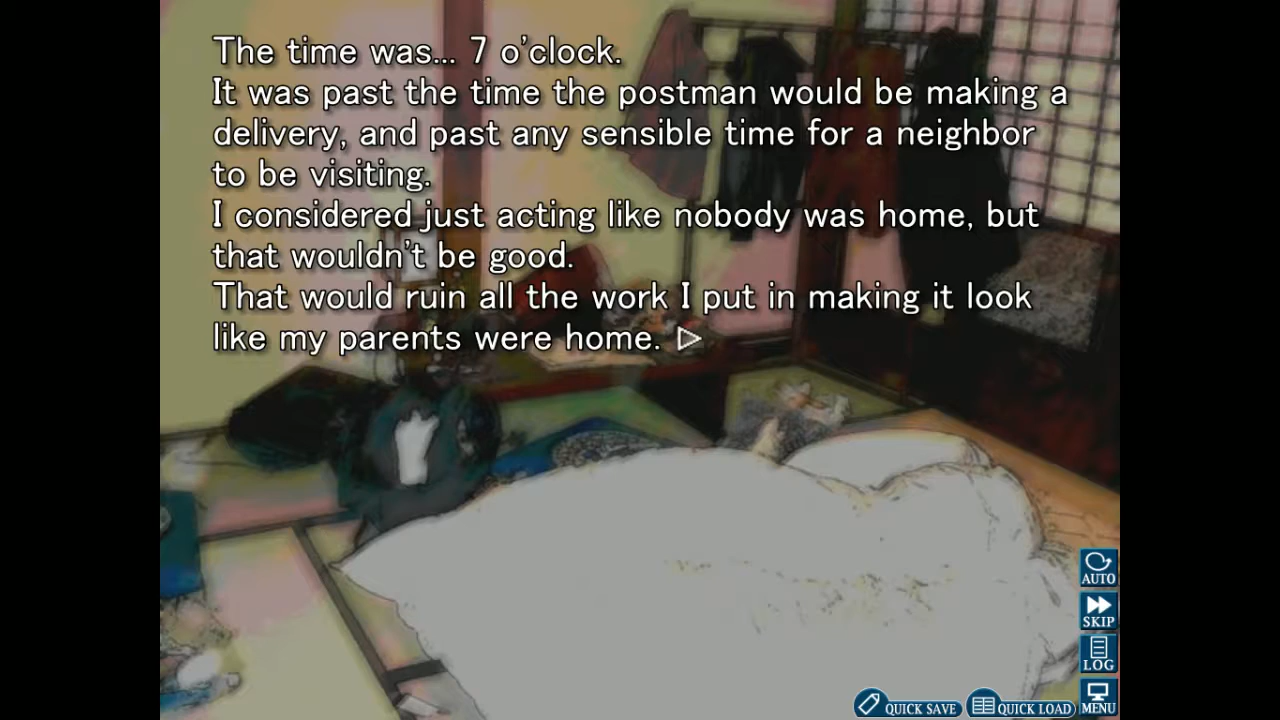 The time was... 7 o'clock.
It was past the time the postman would be making a
delivery, and past any sensible time for a neighbor
to be visiting.
I considered just acting like nobody was home, but
that wouldn't be good.
That would ruin all the work I put in making it look
like my parents were home.
AUTO
SKIP
LOG
MENU
QUICK SAVE
QUICK LOAD